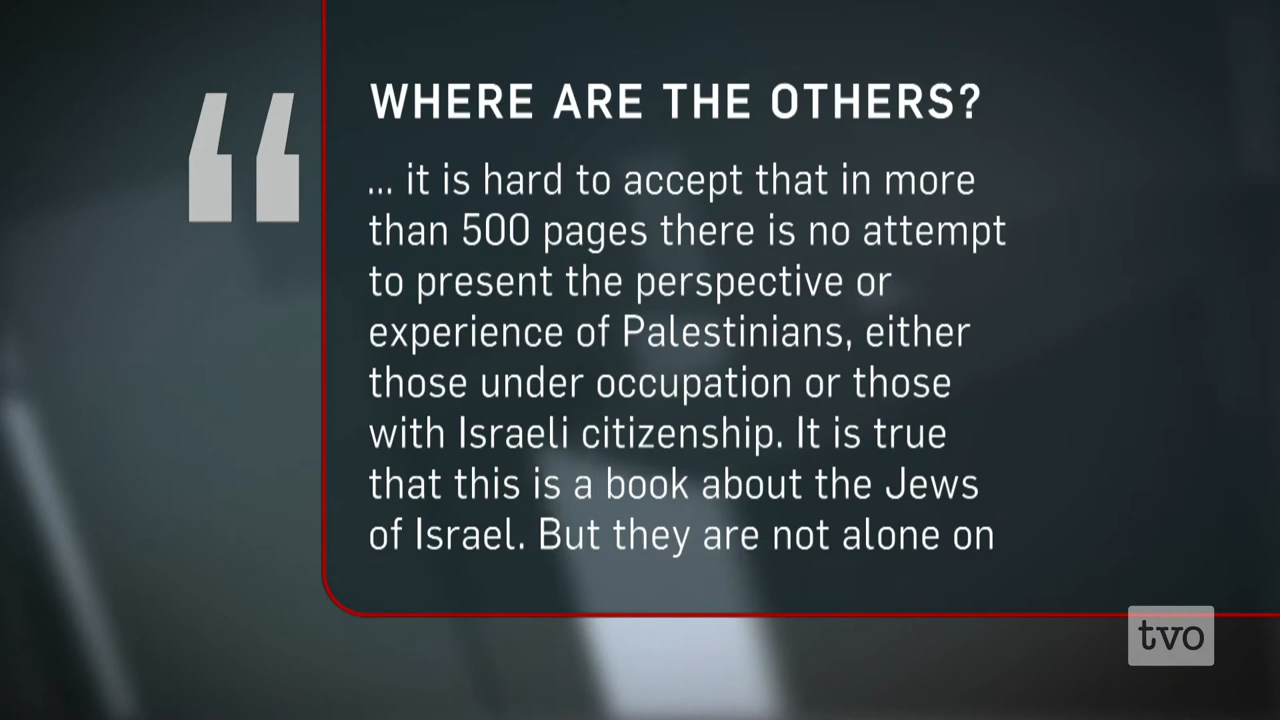 WHERE ARE THE OTHERS?
... it is hard to accept that in more
than 500 pages there is no attempt
to present the perspective or
experience of Palestinians, either
those under occupation or those
with Israeli citizenship. It is true
that this is a book about the Jews
of Israel. But they are not alone on
tvo